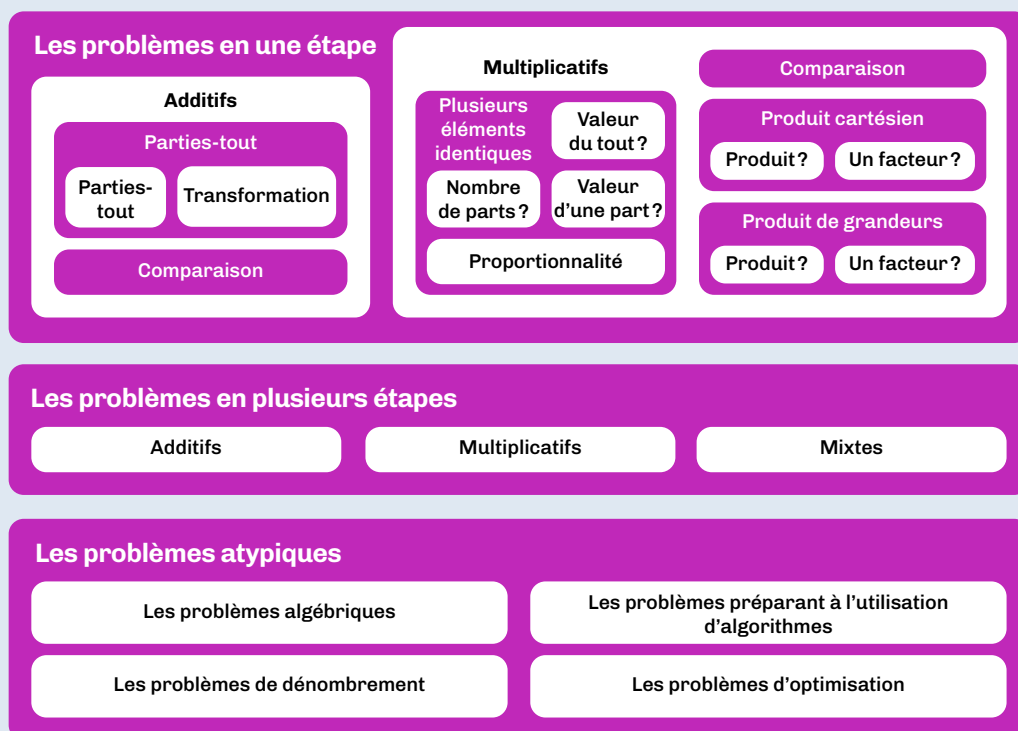 Les problèmes en une étape
Additifs
Parties-tout
Parties-
tout
Transformation
Comparaison
Multiplicatifs
Plusieurs
éléments
identiques
Valeur
du tout ?
Nombre
de parts ?
Valeur
d’une part ?
Proportionnalité
Comparaison
Produit cartésien
Produit ?
Un facteur ?
Produit de grandeurs
Produit ?
Un facteur ?
Les problèmes en plusieurs étapes
Additifs
Multiplicatifs
Mixtes
Les problèmes atypiques
Les problèmes algébriques
Les problèmes préparant à l’utilisation
d’algorithmes
Les problèmes de dénombrement
Les problèmes d’optimisation